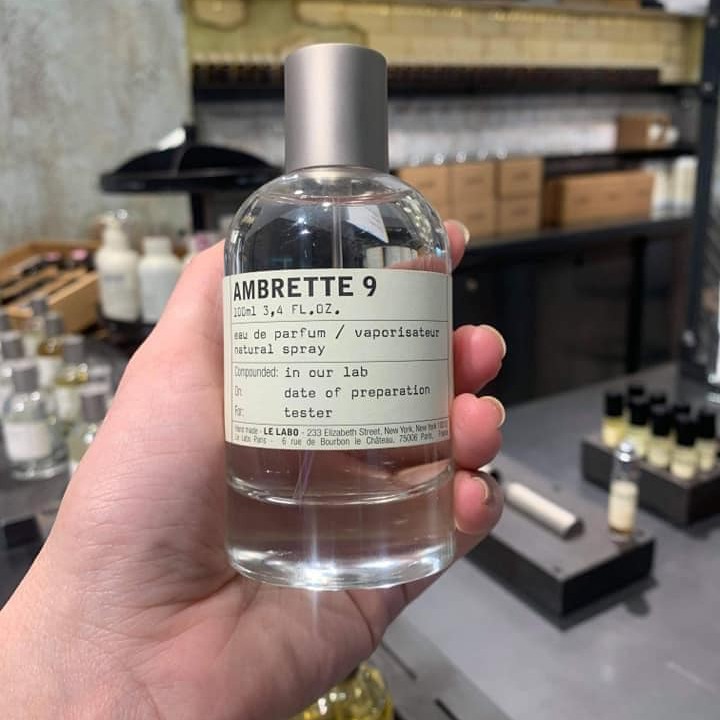 AMBRETTE 9
100ml 3,4 FL.OZ.
eau de parfum / vaporisateur
natural spray
Compounded: in our lab
On date of preparation
For: tester
Hand made - LE LABO - 233 Elizabeth Street, New York, New York
Le Labo Paris - 6 rue de Bourbon le Château, 75006 Paris,